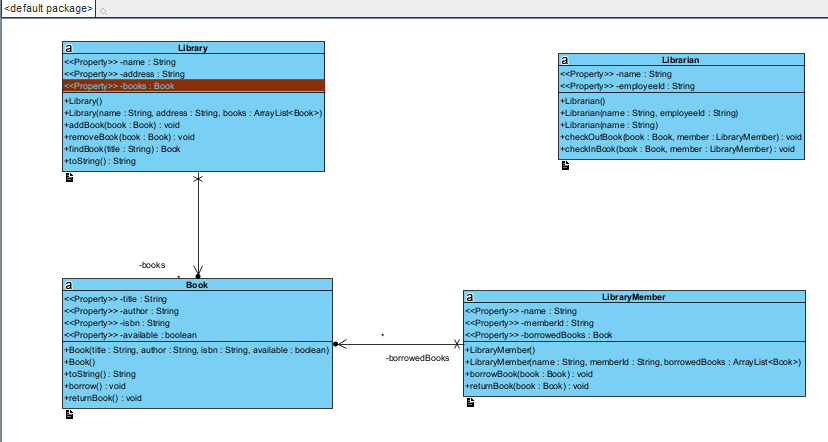 <default package>
a
Library
<<Property>> -name : String
<<Property>> -address : String
<<Property>> -books : Book
+Library()
+Library(name : String, address : String, books : ArrayList<Book>)
+addBook(book : Book) : void
+removeBook(book : Book) : void
+findBook(title : String) : Book
+toString() : String
a
Librarian
<<Property>> -name : String
<<Property>> -employeeId : String
+Librarian()
+Librarian(name : String, employeeId : String)
+Librarian(name : String)
+checkOutBook(book : Book, member : LibraryMember) : void
+checkInBook(book : Book, member : LibraryMember) : void
-books
*
a
Book
<<Property>> -title : String
<<Property>> -author : String
<<Property>> -isbn : String
<<Property>> -available : boolean
+Book(title : String, author : String, isbn : String, available : boolean)
+Book()
+toString() : String
+borrow() : void
+returnBook() : void
*
-borrowedBooks
a
LibraryMember
<<Property>> -name : String
<<Property>> -memberId : String
<<Property>> -borrowedBooks : Book
+LibraryMember()
+LibraryMember(name : String, memberId : String, borrowedBooks : ArrayList<Book>)
+borrowBook(book : Book) : void
+returnBook(book : Book) : void